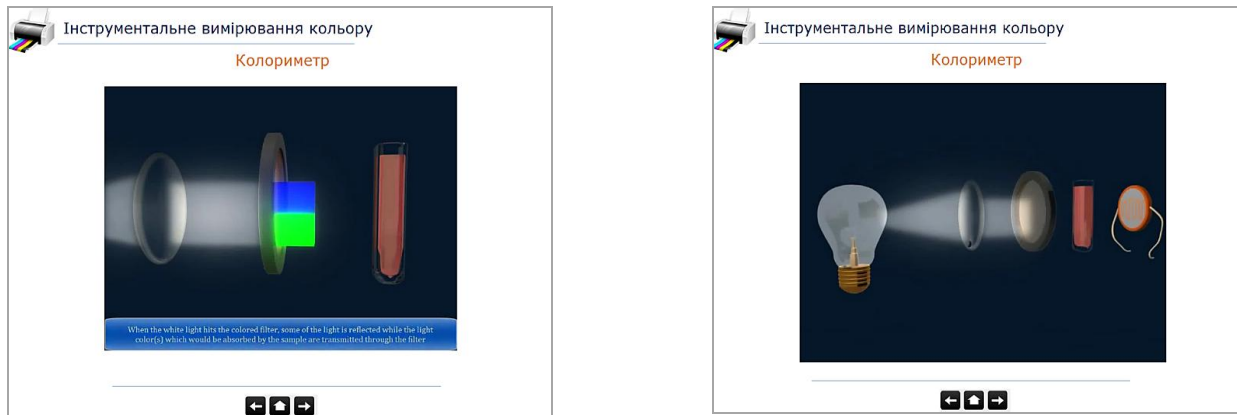 Інструментальне вимірювання кольору
Колориметр
When the white light hits the colored filter, some of the light is reflected while the light
color(s) which would be absorbed by the sample are transmitted through the filter
Інструментальне вимірювання кольору
Колориметр